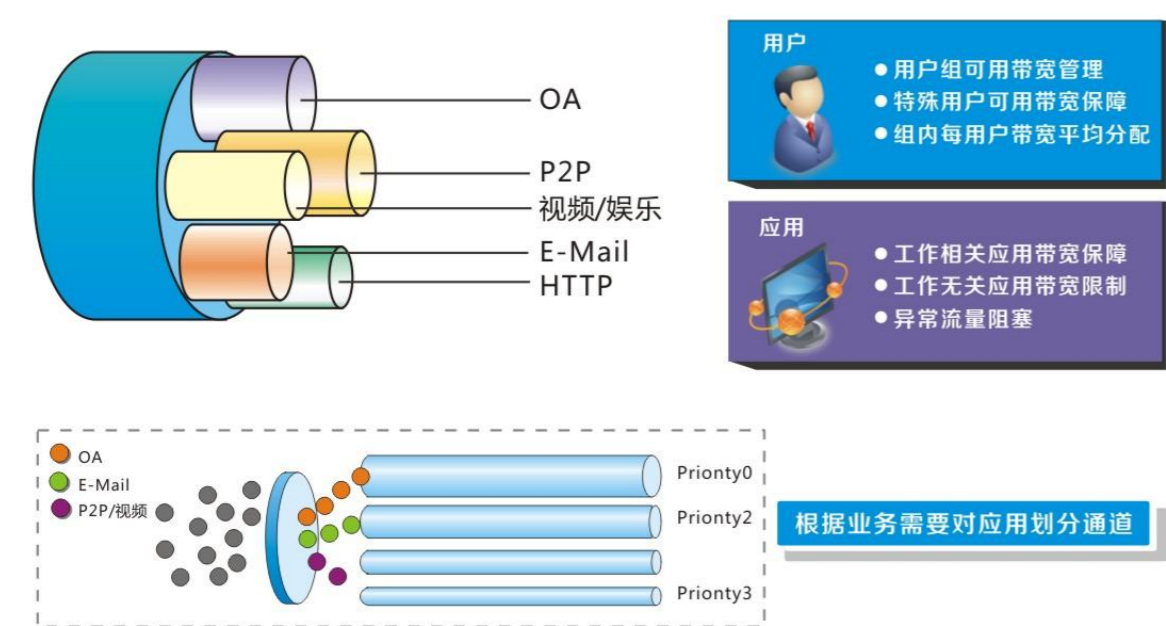 OA
P2P
视频/娱乐
E-Mail
HTTP
用户
●用户组可用带宽管理
●特殊用户可用带宽保障
●组内每用户带宽平均分配
应用
●工作相关应用带宽保障
●工作无关应用带宽限制
●异常流量阻塞
OA
E-Mail
P2P/视频
Prionty0
Prionty2
Prionty3
根据业务需要对应用划分通道